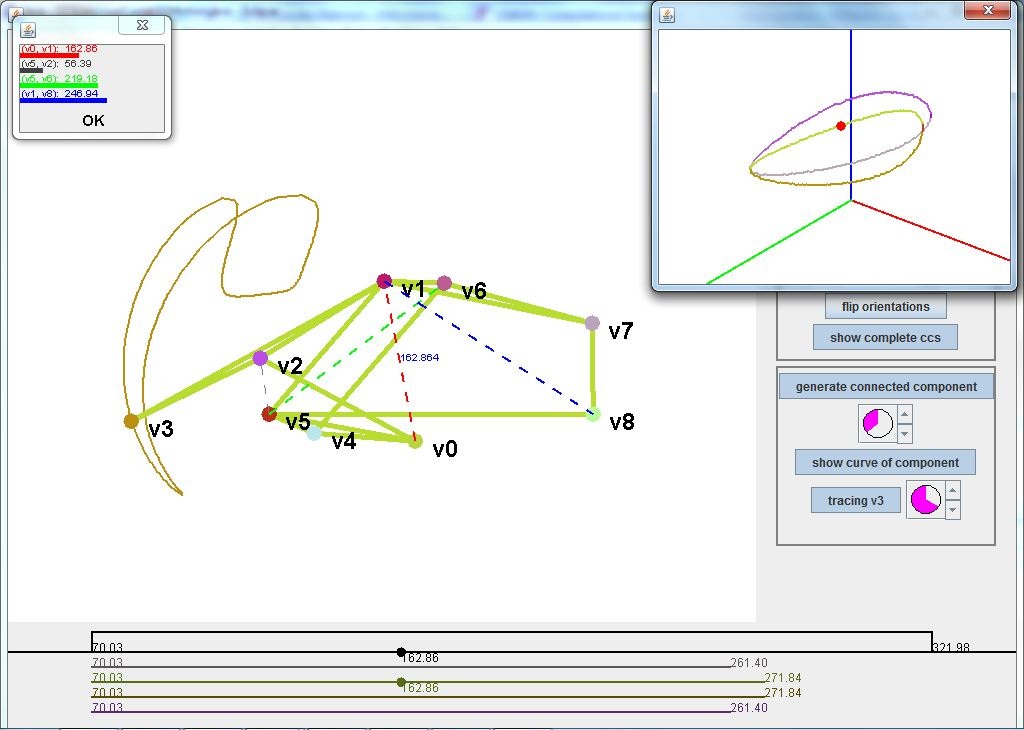 (v0, v1): 162.86
(v5, v2): 56.39
(v5, v6): 219.18
(v1, v8): 246.94
OK
v1
v6
v7
162.864
v2
v3
v5
v4
v0
v8
flip orientations
show complete ccs
generate connected component
show curve of component
tracing v3
70.03
321.98
162.86
70.03
261.40
70.03
271.84
162.86
70.03
271.84
70.03
261.40